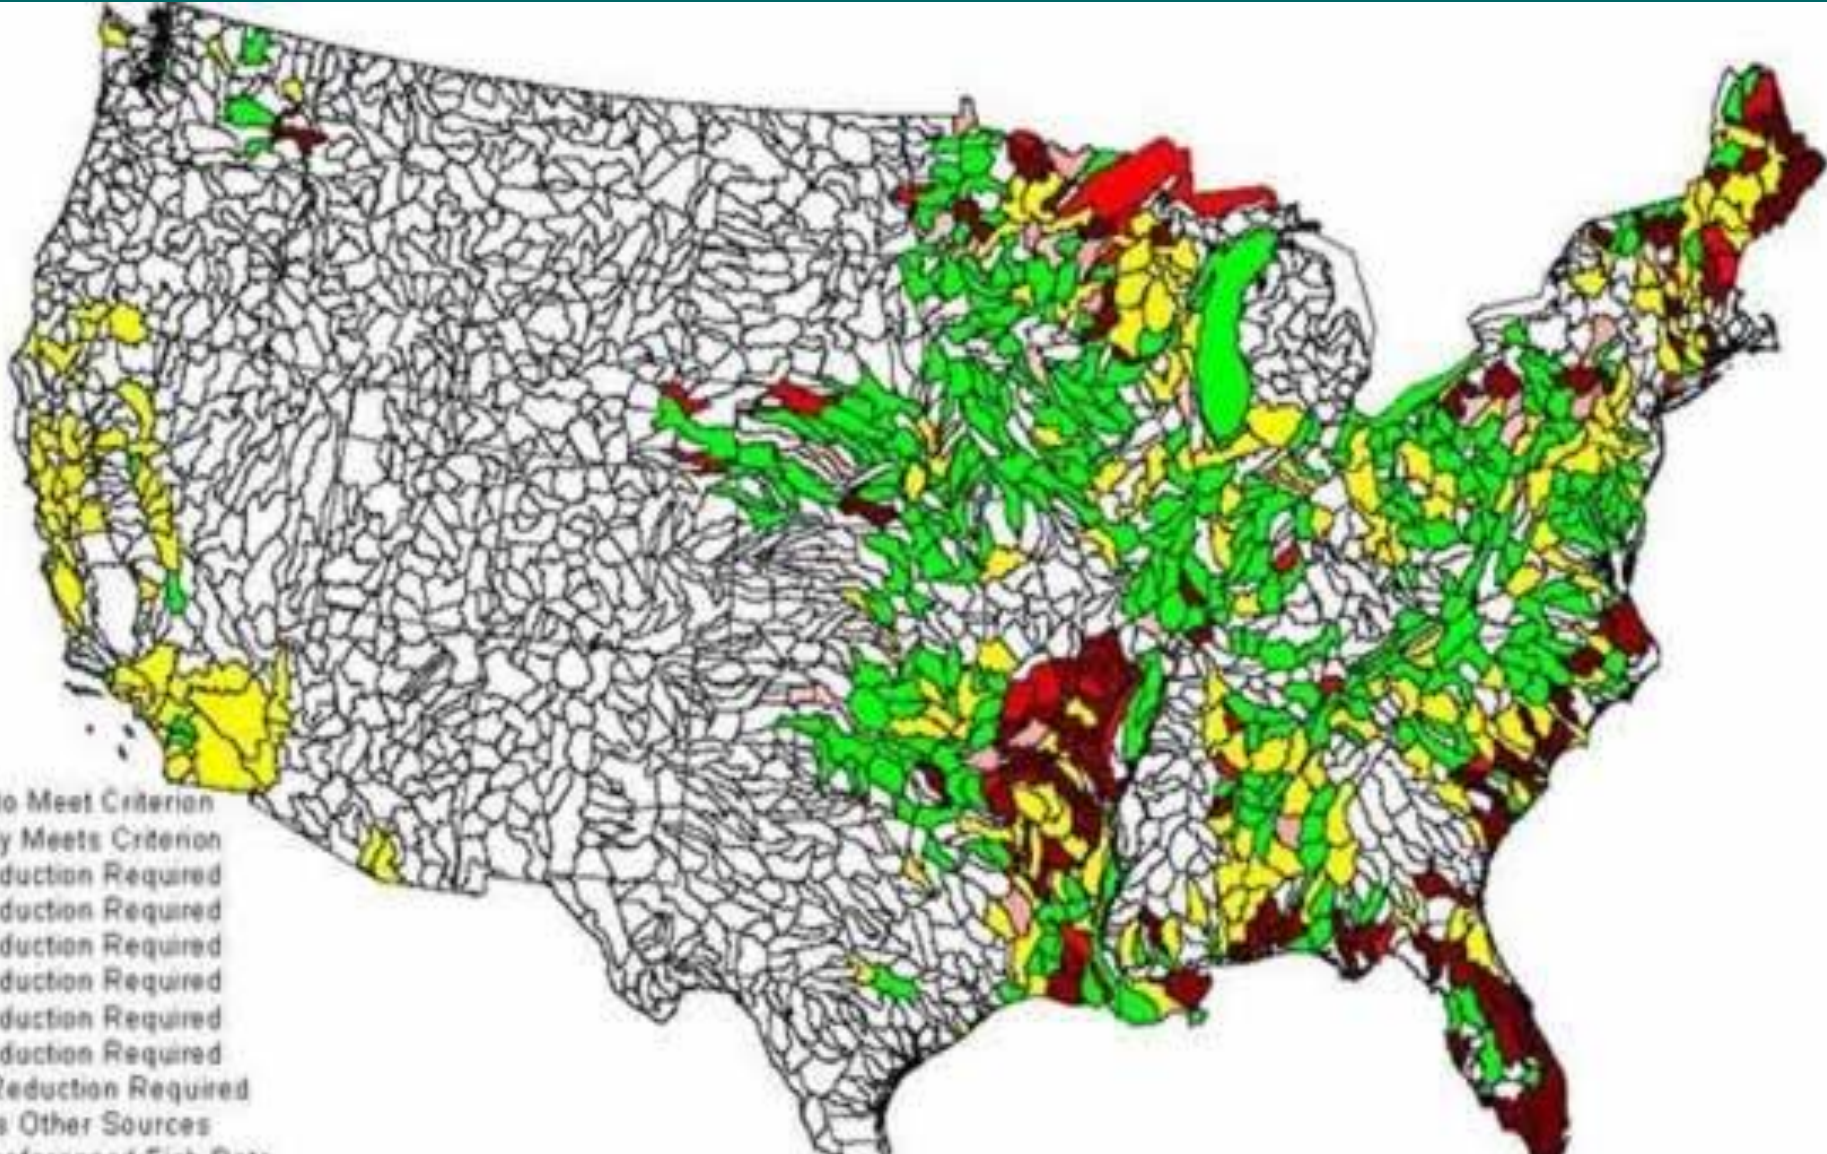 to Meet Criterion
y Meets Criterion
duction Required
duction Required
duction Required
duction Required
duction Required
duction Required
Reduction Required
s Other Sources